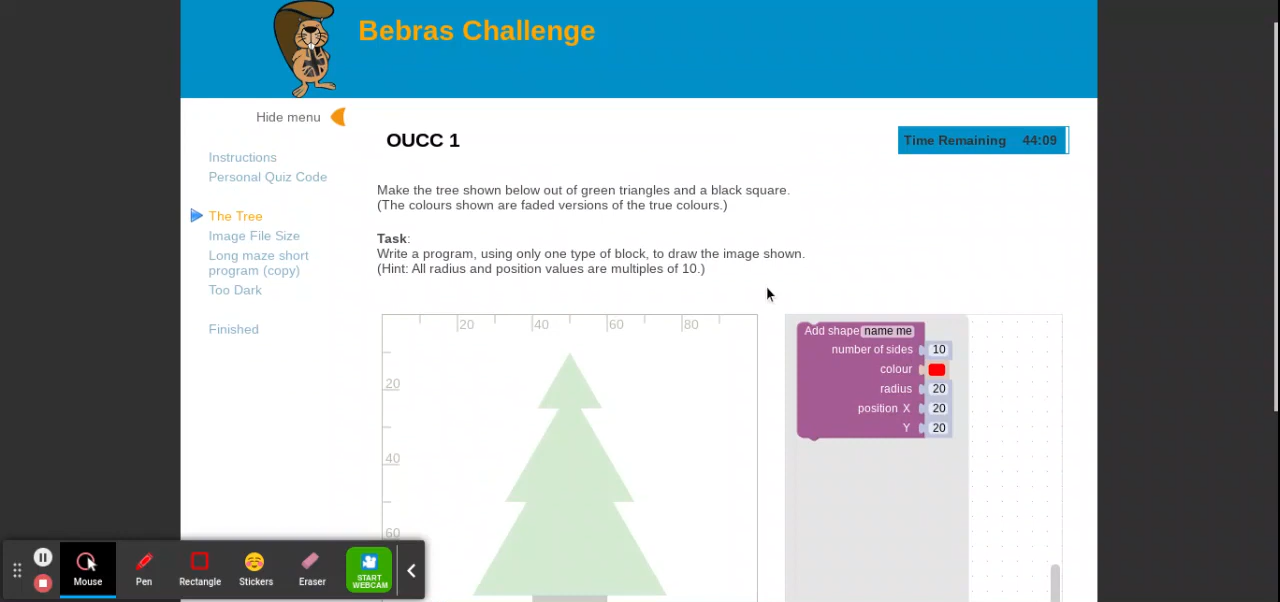 Bebras Challenge
Hide menu
OUCC 1
Time Remaining 44:09
Instructions
Personal Quiz Code
The Tree
Image File Size
Long maze short
program (copy)
Too Dark
Finished
Make the tree shown below out of green triangles and a black square.
(The colours shown are faded versions of the true colours.)
Task:
Write a program, using only one type of block, to draw the image shown.
(Hint: All radius and position values are multiples of 10.)
20 40 60 80
20
40
60
Add shape name me
number of sides 10
colour
radius 20
position X 20
Y 20
Mouse
Pen
Rectangle
Stickers
Eraser
START
WEBCAM